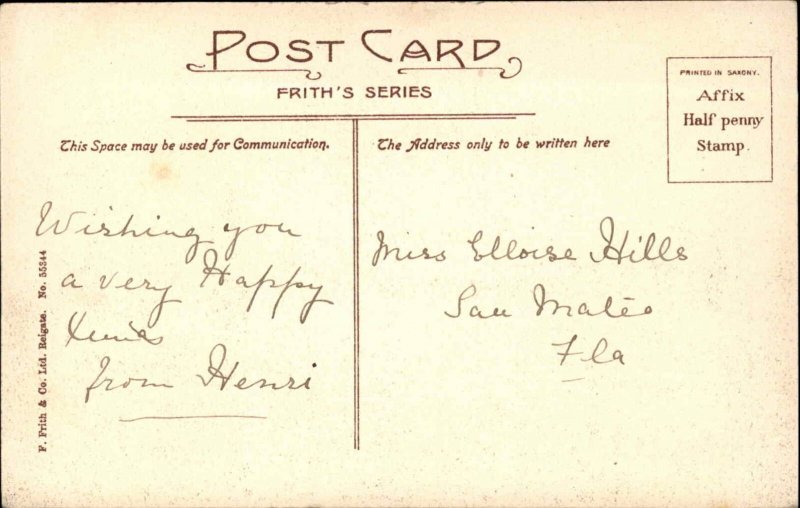 POST CARD
FRITH'S SERIES
PRINTED IN SAXONY.
Affix
Half penny
Stamp.
This Space may be used for Communication.
The Address only to be written here
Wishing you
a very Happy
Xmas
from Henri
Miss Elloise Hills
San Mateo
Fla
F. Frith & Co. Ltd. Reigate. No. 55344